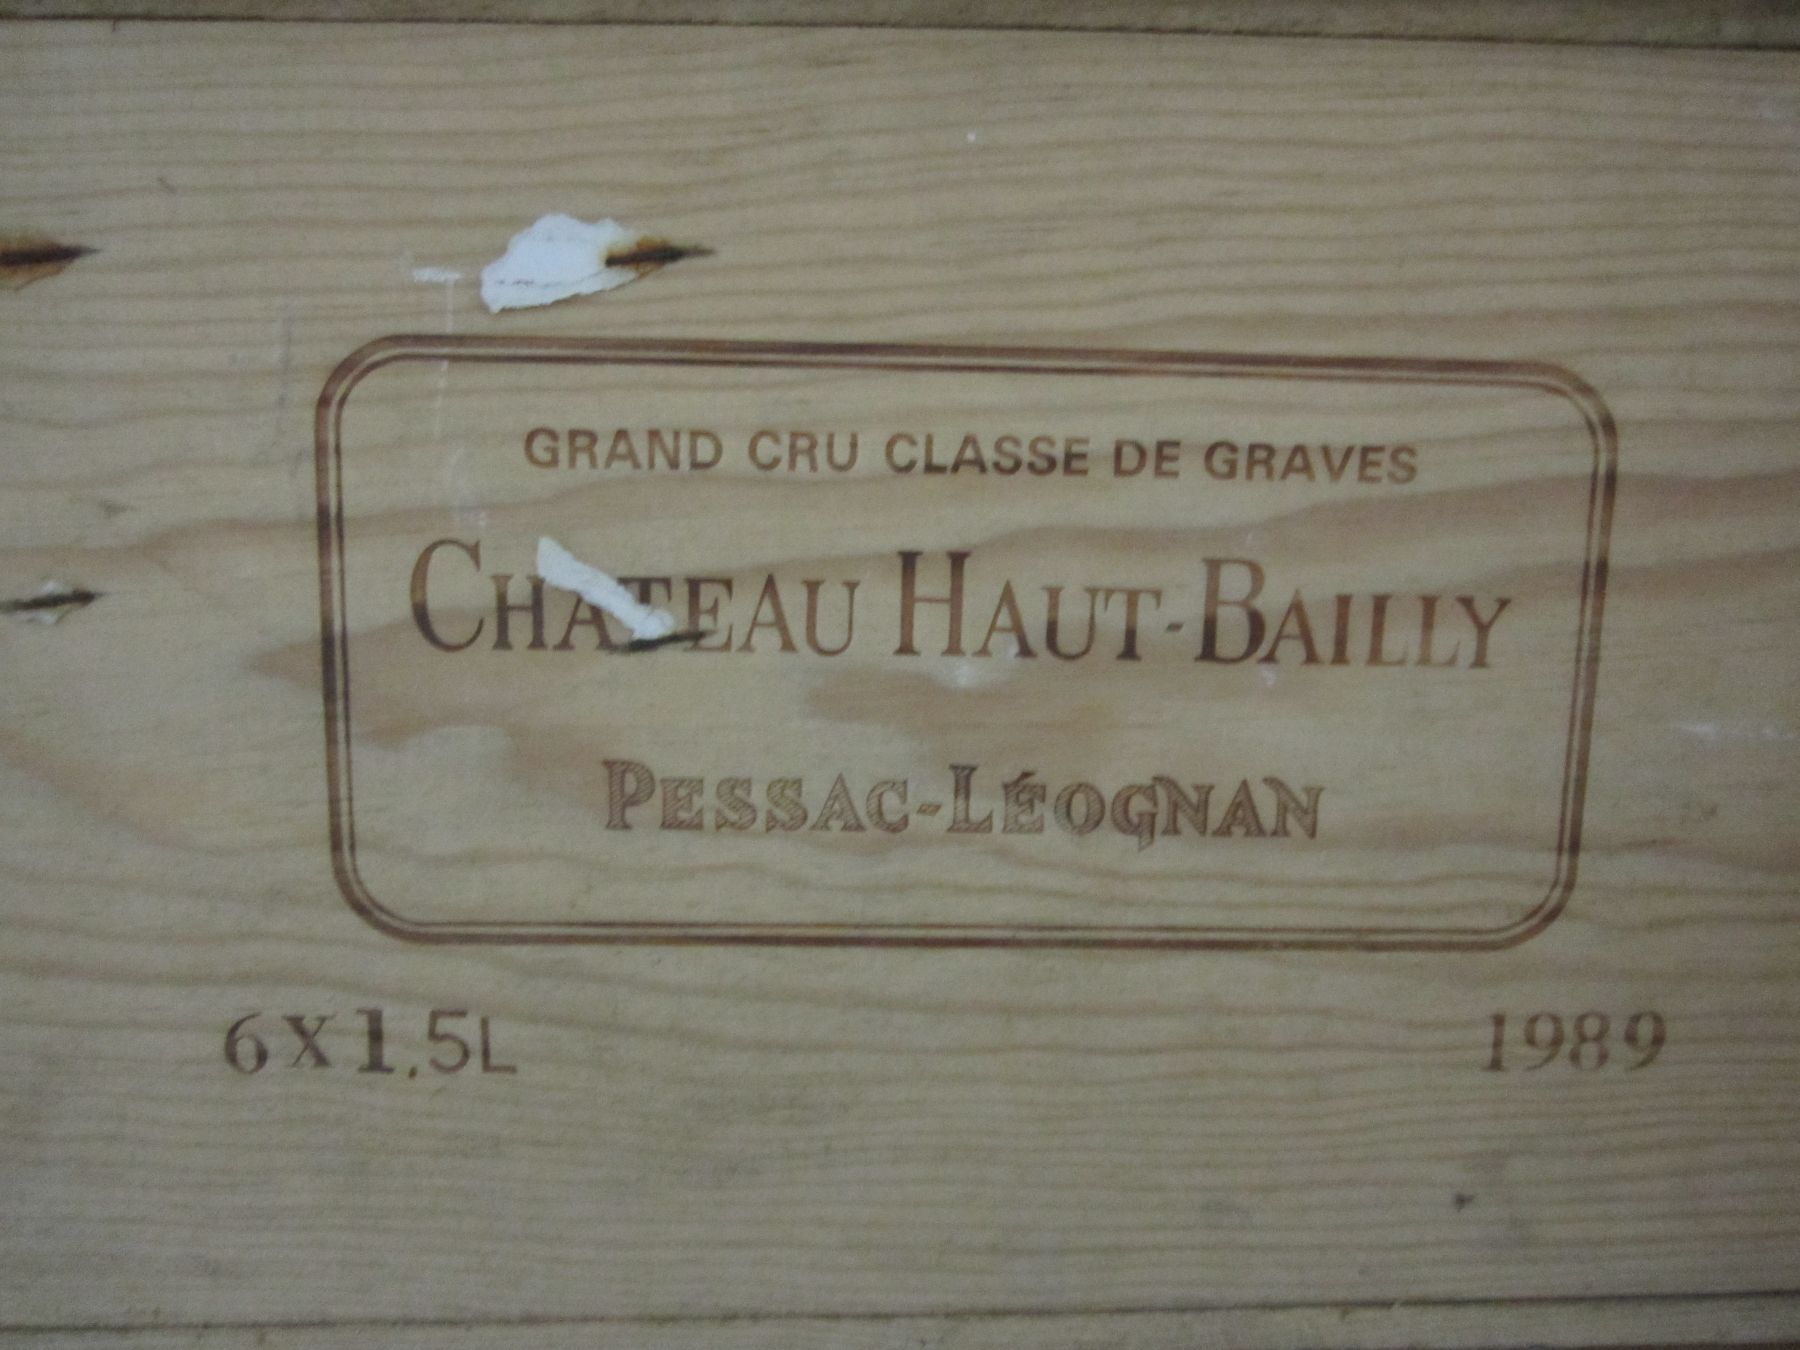 GRAND CRU CLASSE DE GRAVES
CHATEAU HAUT-BAILLY
PESSAC-LÉOGNAN
6X1.5L 1989